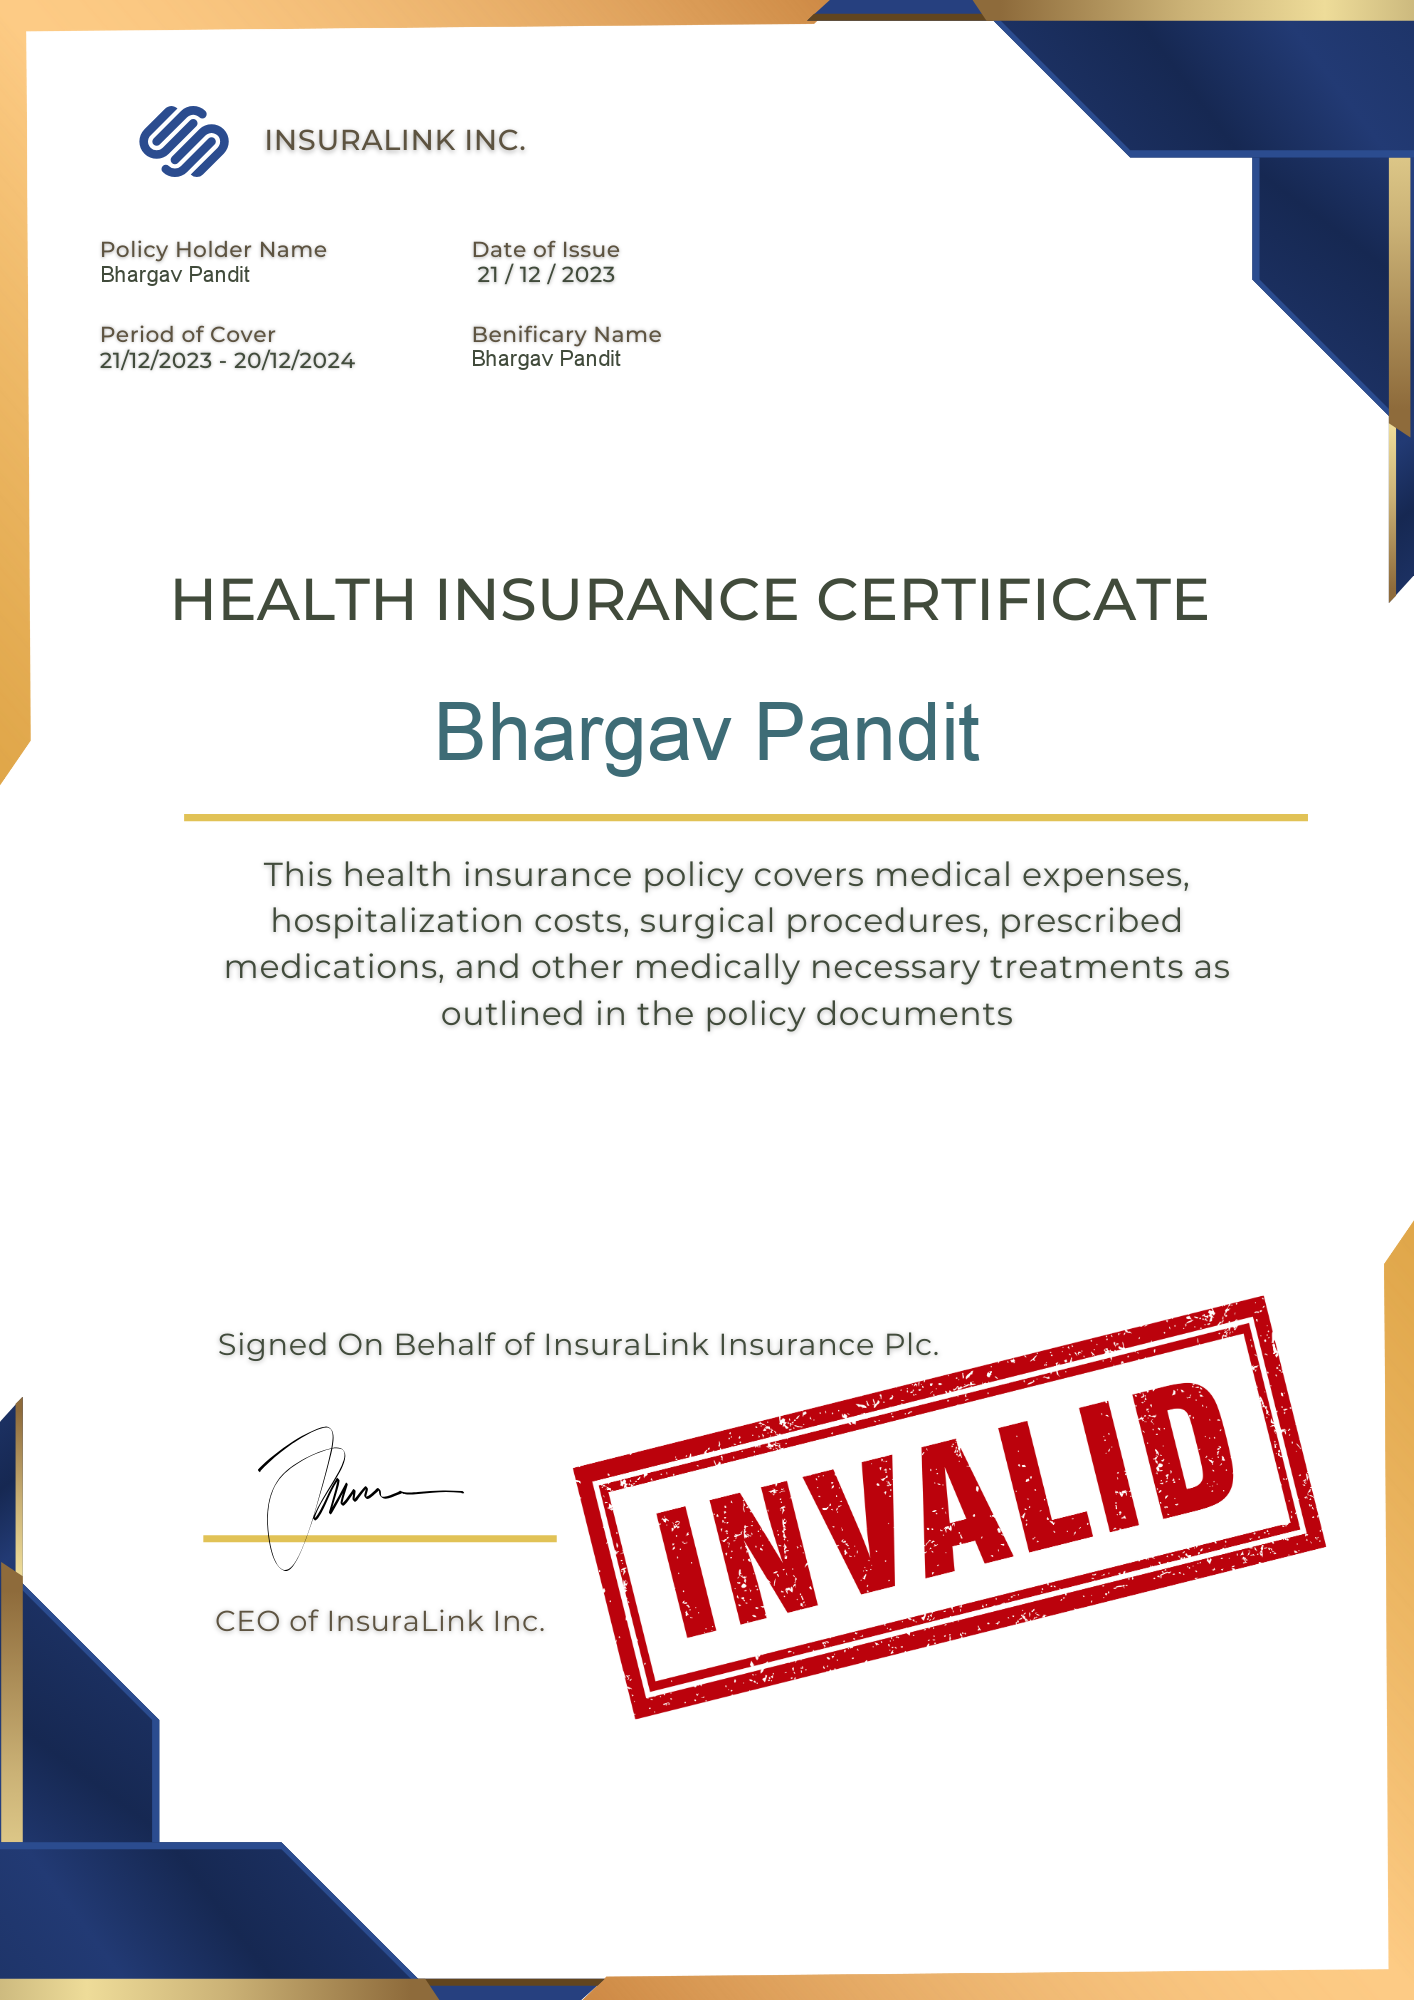 INSURALINK INC.
Policy Holder Name
Bhargav Pandit
Date of Issue
21 / 12 / 2023
Period of Cover
21/12/2023 - 20/12/2024
Benificary Name
Bhargav Pandit
HEALTH INSURANCE CERTIFICATE
Bhargav Pandit
This health insurance policy covers medical expenses,
hospitalization costs, surgical procedures, prescribed
medications, and other medically necessary treatments as
outlined in the policy documents
Signed On Behalf of InsuraLink Insurance Plc.
INVALID
CEO of InsuraLink Inc.